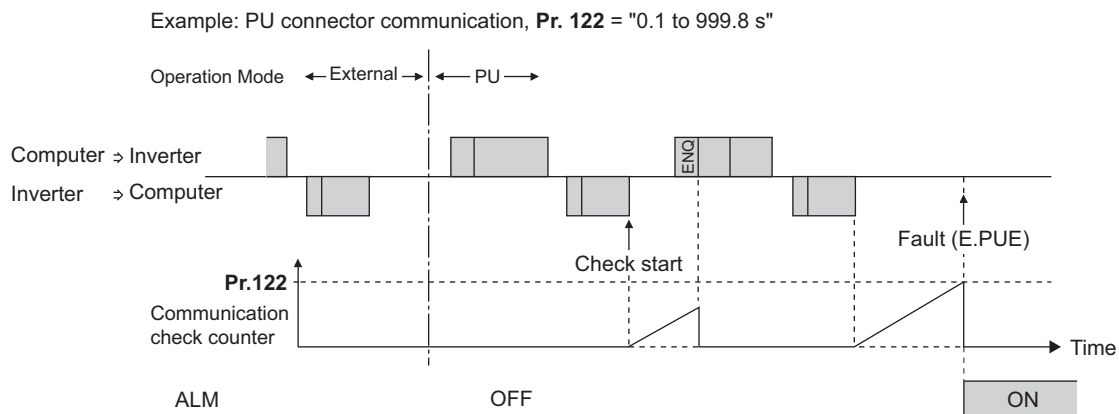 Example: PU connector communication, Pr. 122 = "0.1 to 999.8 s"
Operation Mode External PU
Computer ⇒ Inverter
ENQ
Inverter ⇒ Computer
Fault (E.PUE)
Check start
Pr.122
Communication
check counter
Time
ALM OFF ON